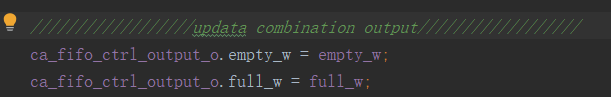 /////////////////updata combination output/////////////////
ca_fifo_ctrl_output_o.empty_w = empty_w;
ca_fifo_ctrl_output_o.full_w = full_w;